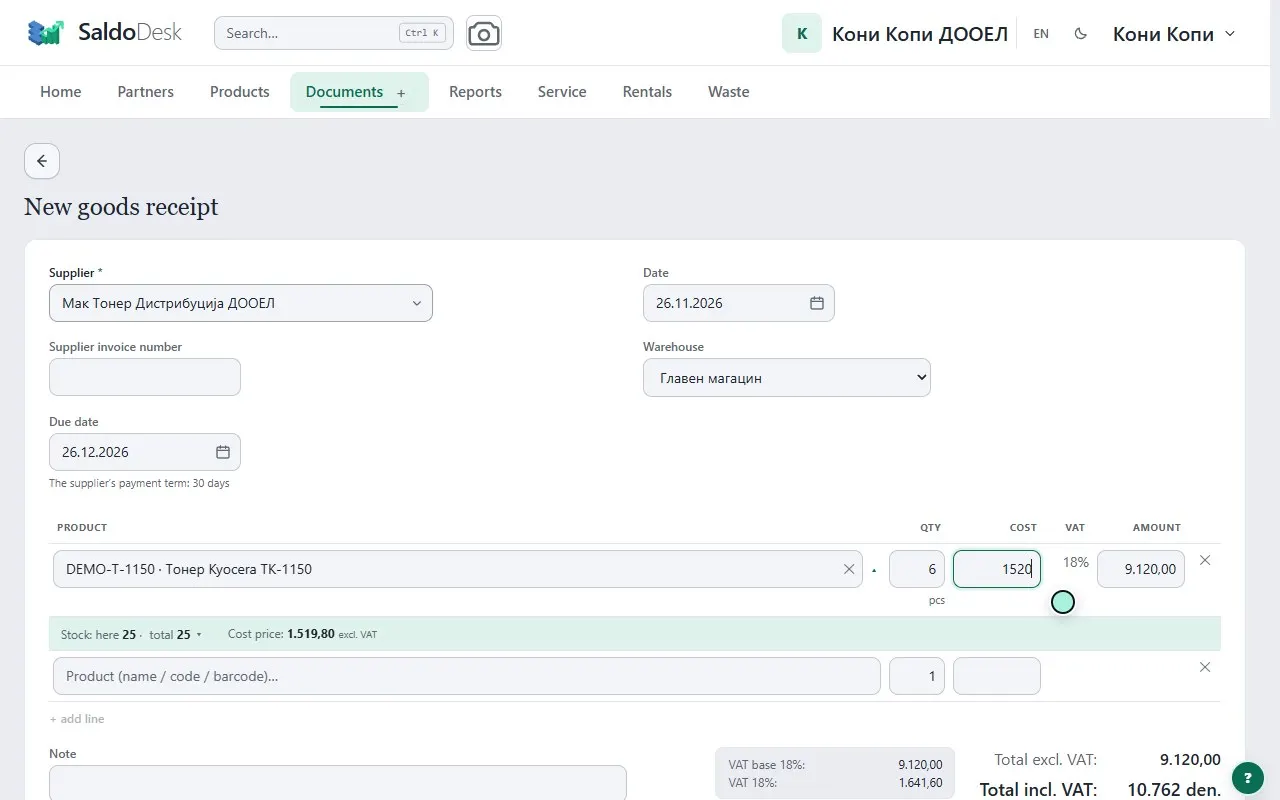 SaldoDesk
Search... Ctrl K
К Кони Копи ДООЕЛ EN Кони Копи
Home Partners Products Documents + Reports Service Rentals Waste
New goods receipt
Supplier * Date
Мак Тонер Дистрибуција ДООЕЛ 26.11.2026
Supplier invoice number Warehouse
Главен магацин
Due date
26.12.2026
The supplier's payment term: 30 days
PRODUCT QTY COST VAT AMOUNT
DEMO-T-1150 · Тонер Kyocera TK-1150 6 1520 18% 9.120,00
pcs
Stock: here 25 · total 25 Cost price: 1.519,80 excl. VAT
Product (name / code / barcode)... 1
+ add line
Note
VAT base 18%: 9.120,00 Total excl. VAT: 9.120,00
VAT 18%: 1.641,60
Total incl. VAT: 10.762 den.
?